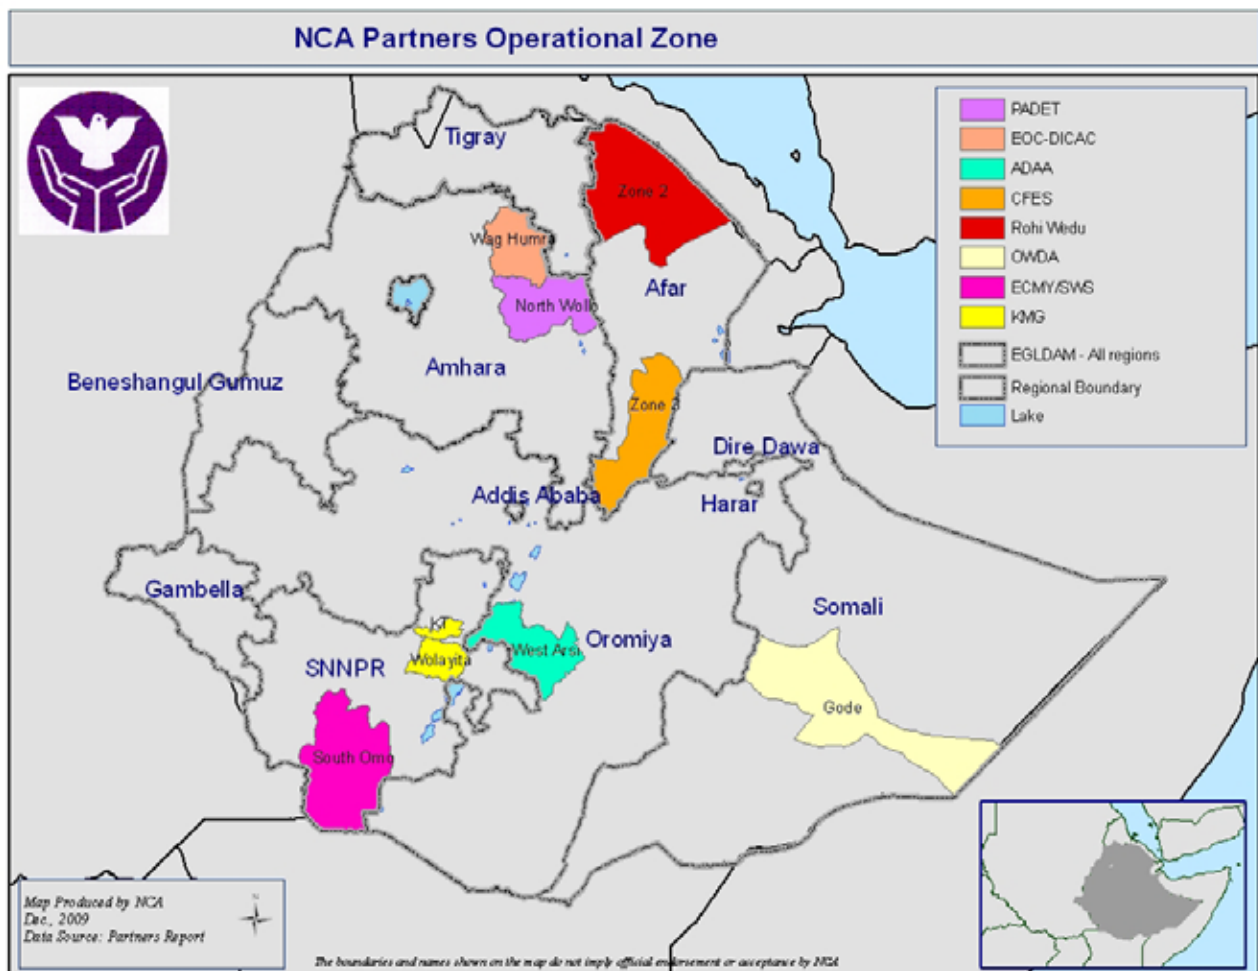 NCA Partners Operational Zone
PADET
EOC-DICAC
ADAA
CFES
Rohi Wedu
OWDA
ECMY/SWS
KMG
EGLDAM - All regions
Regional Boundary
Lake
Tigray
Zone 2
Wag Humra
Afar
North Wollo
Amhara
Beneshangul Gumuz
Zone 3
Dire Dawa
Addis Ababa
Harar
Gambella
Somali
KT
Oromiya
West Arsi
Wolayita
SNNPR
Gode
South Omo
Map Produced by NCA
Dec., 2009
Data Source: Partners Report
N
The boundaries and names shown on the map do not imply official endorsement or acceptance by NCA